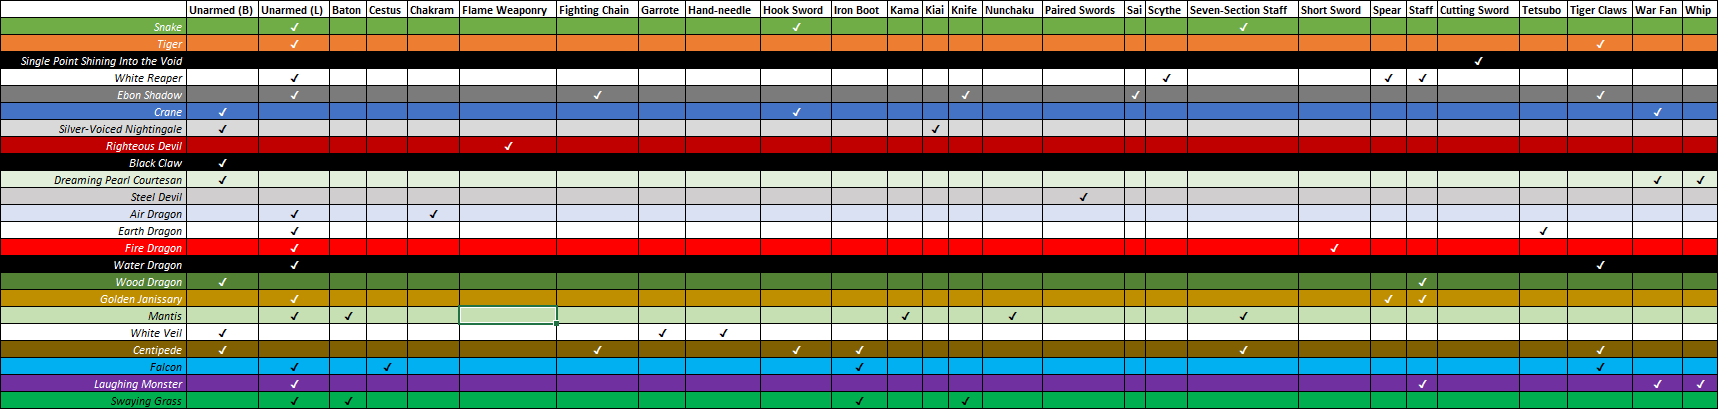 Unarmed (B) Unarmed (L) Baton Cestus Chakram Flame Weaponry Fighting Chain Garrote Hand-needle Hook Sword Iron Boot Kama Kiai Knife Nunchaku Paired Swords Sai Scythe Seven-Section Staff Short Sword Spear Staff Cutting Sword Tetsubo Tiger Claws War Fan Whip
Snake ✓ ✓ ✓
Tiger ✓ ✓
Single Point Shining Into the Void ✓
White Reaper ✓ ✓ ✓ ✓
Ebon Shadow ✓ ✓ ✓ ✓ ✓
Crane ✓ ✓ ✓
Silver-Voiced Nightingale ✓ ✓
Righteous Devil ✓
Black Claw ✓
Dreaming Pearl Courtesan ✓ ✓ ✓
Steel Devil ✓
Air Dragon ✓ ✓
Earth Dragon ✓ ✓
Fire Dragon ✓ ✓
Water Dragon ✓ ✓
Wood Dragon ✓ ✓
Golden Janissary ✓ ✓ ✓
Mantis ✓ ✓ ✓ ✓ ✓
White Veil ✓ ✓ ✓
Centipede ✓ ✓ ✓ ✓ ✓ ✓
Falcon ✓ ✓ ✓ ✓
Laughing Monster ✓ ✓ ✓ ✓
Swaying Grass ✓ ✓ ✓ ✓